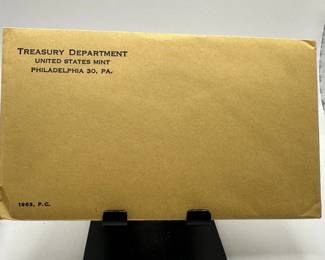 TREASURY DEPARTMENT
UNITED STATES MINT
PHILADELPHIA 30, PA.
1963, P.C.